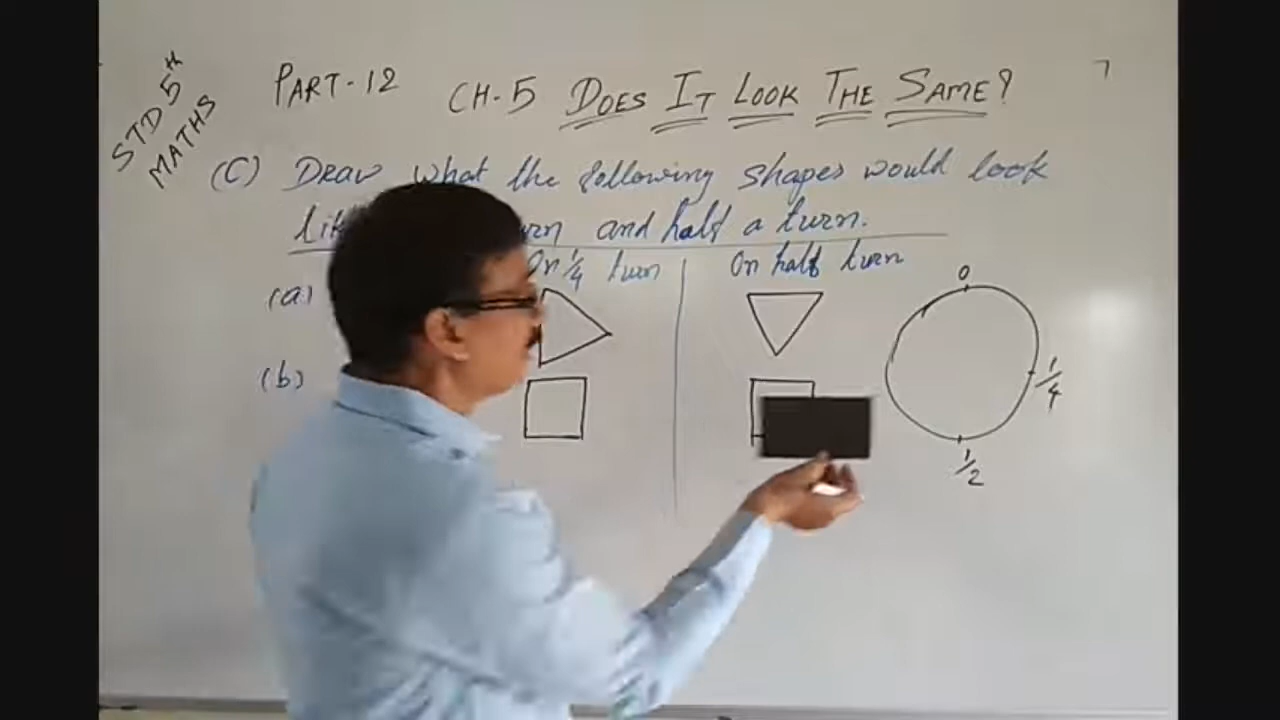 STD 5th
MATHS
PART-12 CH-5 DOES IT LOOK THE SAME?
(C) DRAW what the following shapes would look
and half a turn.
On 1/4 turn On half turn
(a)
(b)
0
1/4
1/2